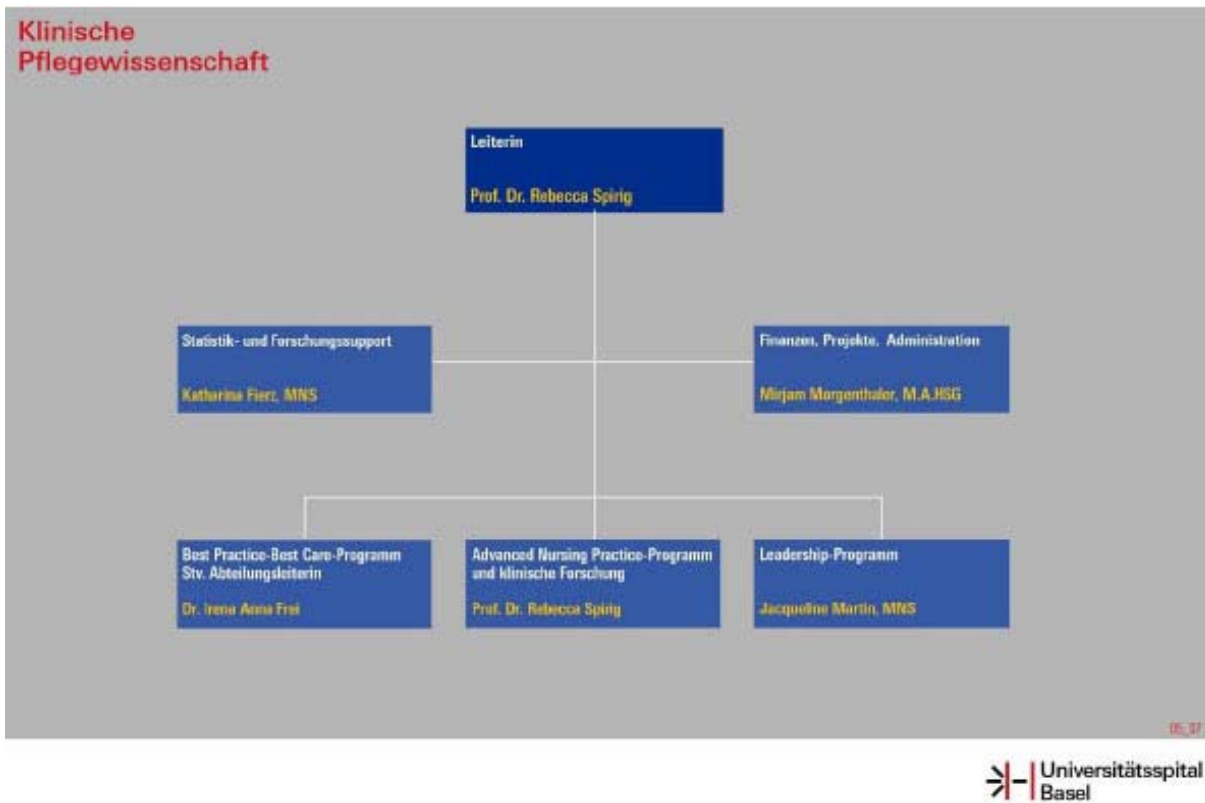 Klinische
Pflegewissenschaft
Leiterin
Prof. Dr. Rebecca Spirig
Statistik- und Forschungssupport
Katharina Fierz, MNS
Finanzen, Projekte, Administration
Mirjam Morgenthaler, M.A.HSG
Best Practice-Best Care-Programm
Stv. Abteilungsleiterin
Dr. Irena Anna Frei
Advanced Nursing Practice-Programm
und klinische Forschung
Prof. Dr. Rebecca Spirig
Leadership-Programm
Jacqueline Martin, MNS
05_07
Universitätsspital
Basel